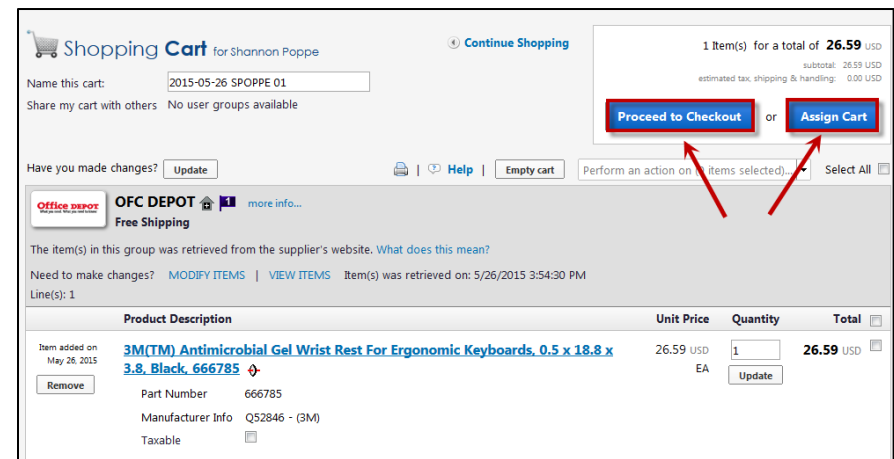 Shopping Cart for Shannon Poppe
Continue Shopping
1 Item(s) for a total of 26.59 USD
subtotal: 26.59 USD
estimated tax, shipping & handling: 0.00 USD
Name this cart: 2015-05-26 SPOPPE 01
Share my cart with others No user groups available
Proceed to Checkout or Assign Cart
Have you made changes? Update | Help | Empty cart Perform an action on (0 items selected)... Select All
Office DEPOT
OFC DEPOT 1 more info...
Free Shipping
The item(s) in this group was retrieved from the supplier's website. What does this mean?
Need to make changes? MODIFY ITEMS | VIEW ITEMS Item(s) was retrieved on: 5/26/2015 3:54:30 PM
Line(s): 1
Product Description Unit Price Quantity Total
Item added on
May 26, 2015
Remove
3M(TM) Antimicrobial Gel Wrist Rest For Ergonomic Keyboards, 0.5 x 18.8 x
3.8, Black, 666785
26.59 USD 1 26.59 USD
EA Update
Part Number 666785
Manufacturer Info Q52846 - (3M)
Taxable